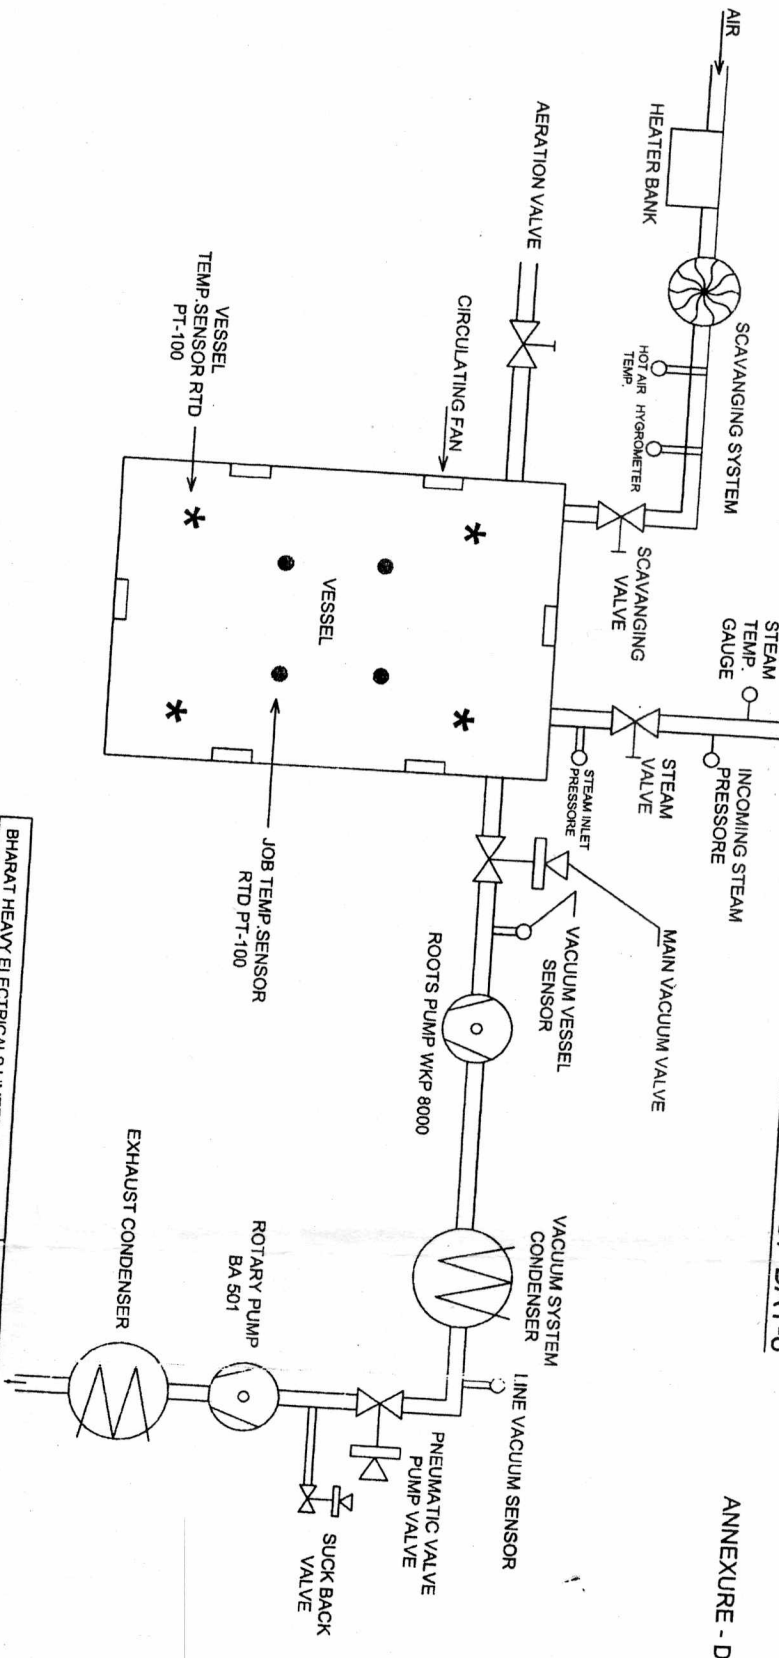 ANNEXURE - D
AIR
HEATER BANK
SCAVANGING SYSTEM
HOT AIR
TEMP.
HYGROMETER
SCAVANGING
VALVE
AERATION VALVE
CIRCULATING FAN
VESSEL
TEMP.SENSOR RTD
PT-100
VESSEL
JOB TEMP.SENSOR
RTD PT-100
STEAM
TEMP.
GAUGE
INCOMING STEAM
PRESSORE
STEAM
VALVE
STEAM INLET
PRESSORE
MAIN VACUUM VALVE
VACUUM VESSEL
SENSOR
ROOTS PUMP WKP 8000
VACUUM SYSTEM
CONDENSER
LINE VACUUM SENSOR
PNEUMATIC VALVE
PUMP VALVE
SUCK BACK
VALVE
ROTARY PUMP
BA 501
EXHAUST CONDENSER
BHARAT HEAVY ELECTRICALS